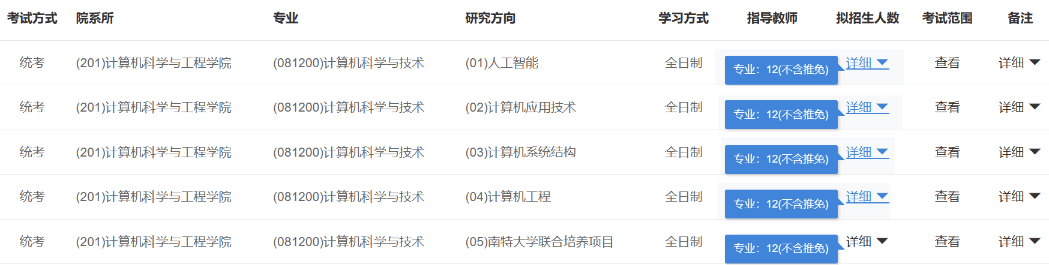 考试方式 院系所 专业 研究方向 学习方式 指导教师 拟招生人数 考试范围 备注
统考 (201)计算机科学与工程学院 (081200)计算机科学与技术 (01)人工智能 全日制 专业：12(不含推免) 详细 查看 详细
统考 (201)计算机科学与工程学院 (081200)计算机科学与技术 (02)计算机应用技术 全日制 专业：12(不含推免) 详细 查看 详细
统考 (201)计算机科学与工程学院 (081200)计算机科学与技术 (03)计算机系统结构 全日制 专业：12(不含推免) 详细 查看 详细
统考 (201)计算机科学与工程学院 (081200)计算机科学与技术 (04)计算机工程 全日制 专业：12(不含推免) 详细 查看 详细
统考 (201)计算机科学与工程学院 (081200)计算机科学与技术 (05)南特大学联合培养项目 全日制 专业：12(不含推免) 详细 查看 详细